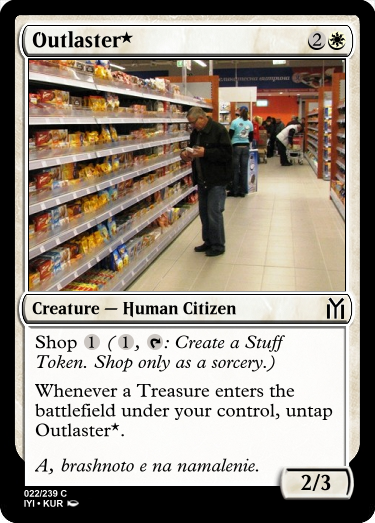 Outlaster★ 2
Creature — Human Citizen
Shop 1 (1, : Create a Stuff
Token. Shop only as a sorcery.)
Whenever a Treasure enters the
battlefield under your control, untap
Outlaster★.
A, brashnoto e na namalenie.
2/3
022/239 C
IYI • KUR